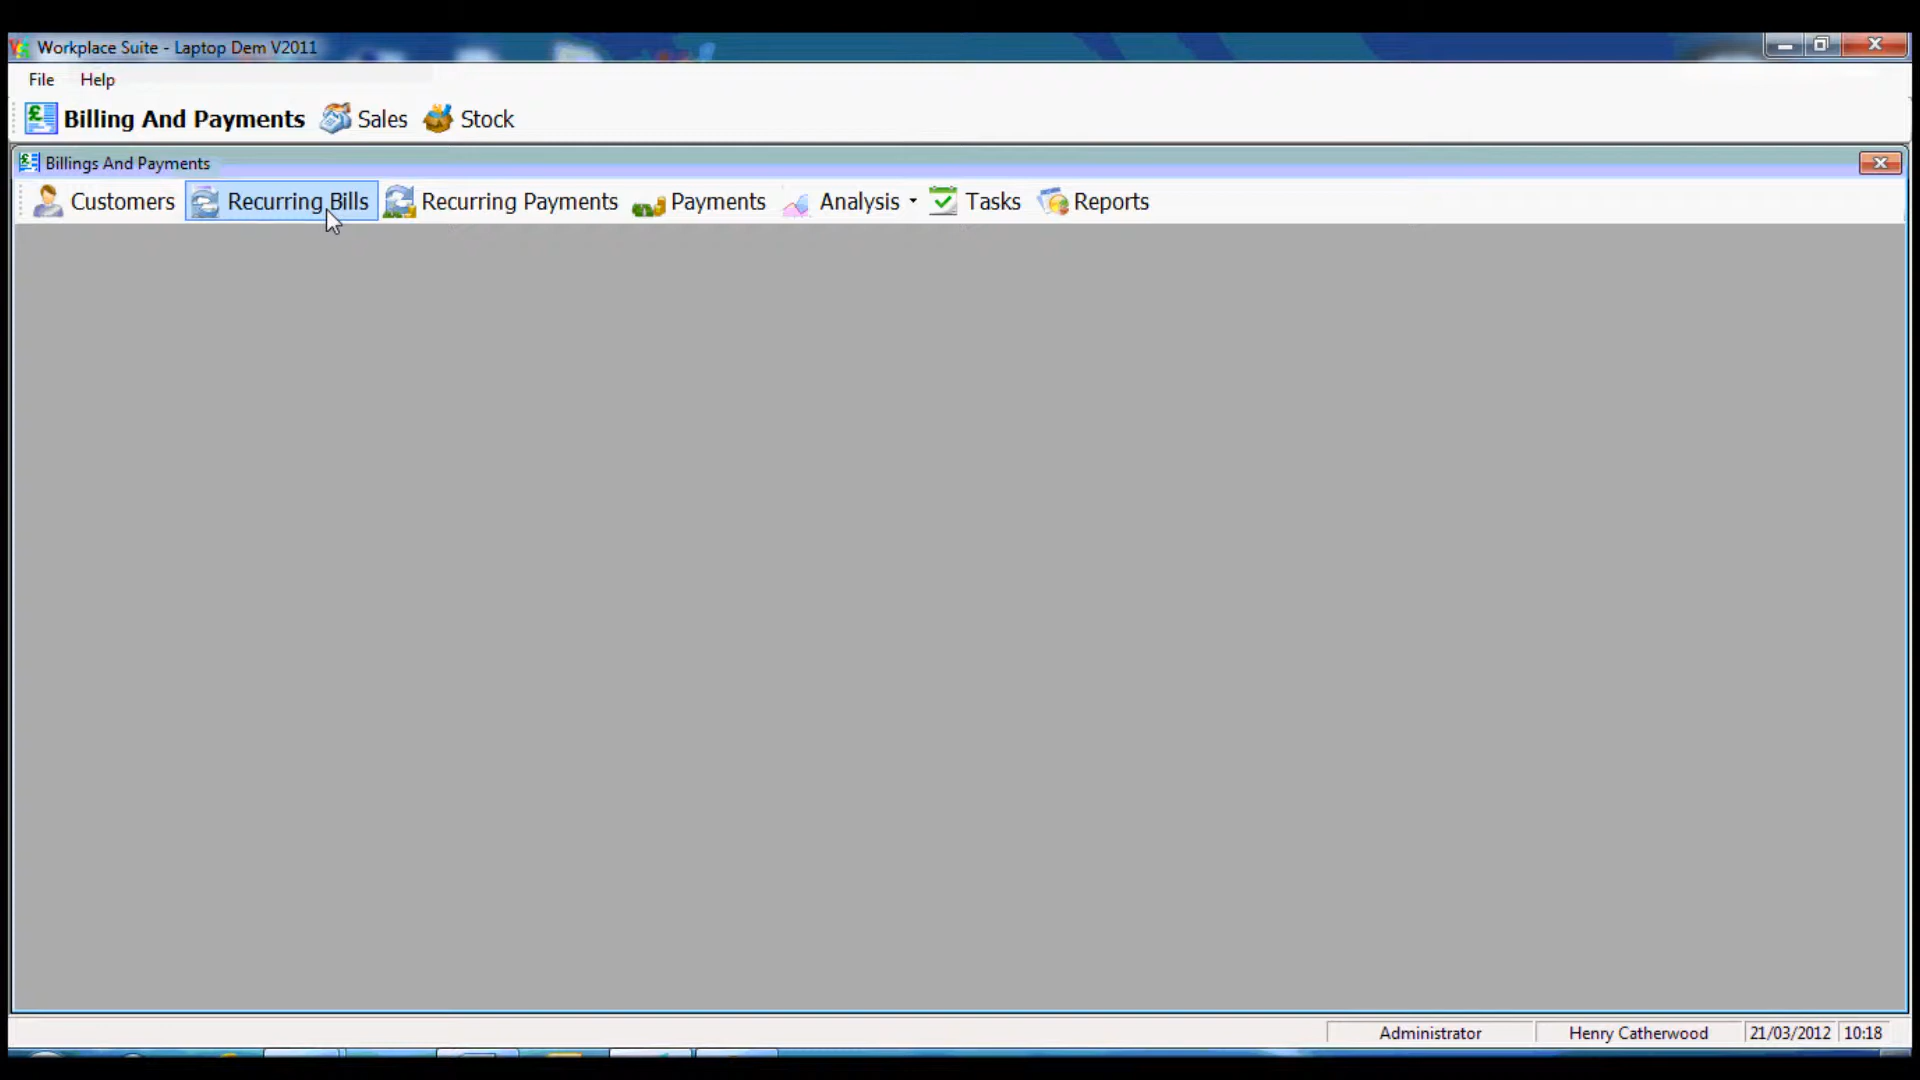 Workplace Suite - Laptop Dem V2011
File Help
Billing And Payments Sales Stock
Billings And Payments
Customers Recurring Bills Recurring Payments Payments Analysis Tasks Reports
Administrator Henry Catherwood 21/03/2012 10:18